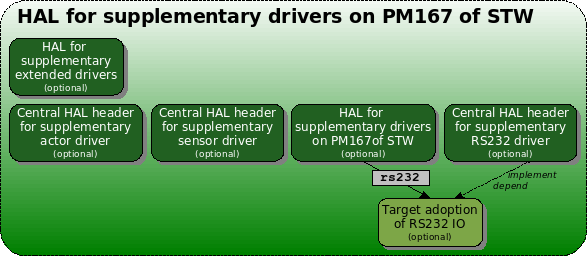 HAL for supplementary drivers on PM167 of STW
HAL for
supplementary
extended drivers
(optional)
Central HAL header
for supplementary
actor driver
(optional)
Central HAL header
for supplementary
sensor driver
(optional)
HAL for
supplementary drivers
on PM167of STW
(optional)
Central HAL header
for supplementary
RS232 driver
(optional)
rs232
implement
depend
Target adoption
of RS232 IO
(optional)